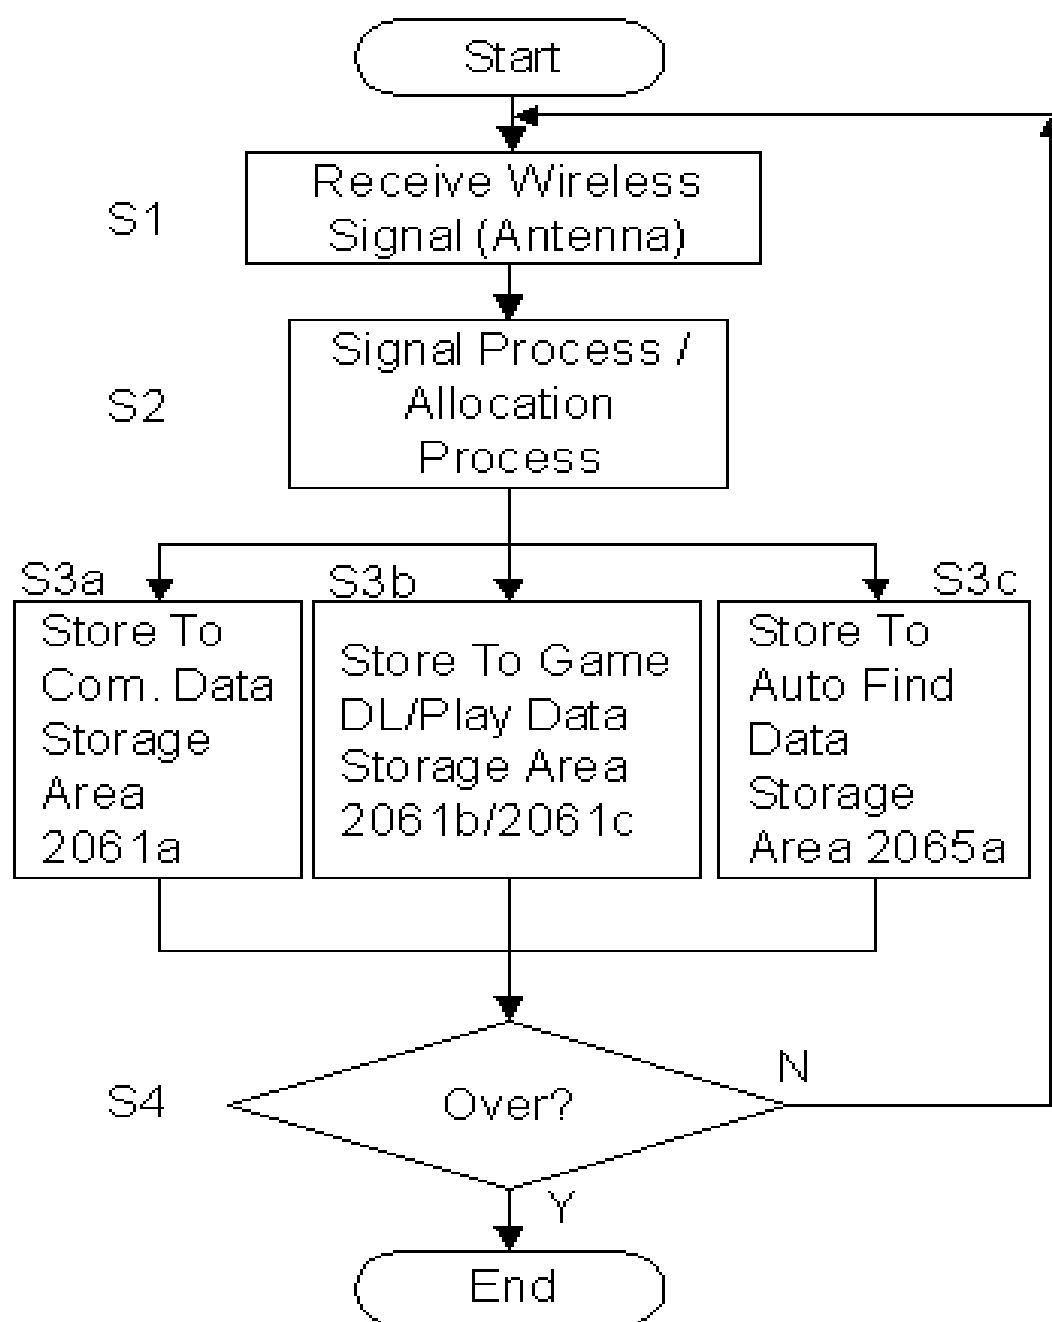 Start
S1
Receive Wireless
Signal (Antenna)
S2
Signal Process /
Allocation
Process
S3a
Store To
Com. Data
Storage
Area
2061a
S3b
Store To Game
DL/Play Data
Storage Area
2061b/2061c
S3c
Store To
Auto Find
Data
Storage
Area 2065a
S4
Over?
N
Y
End